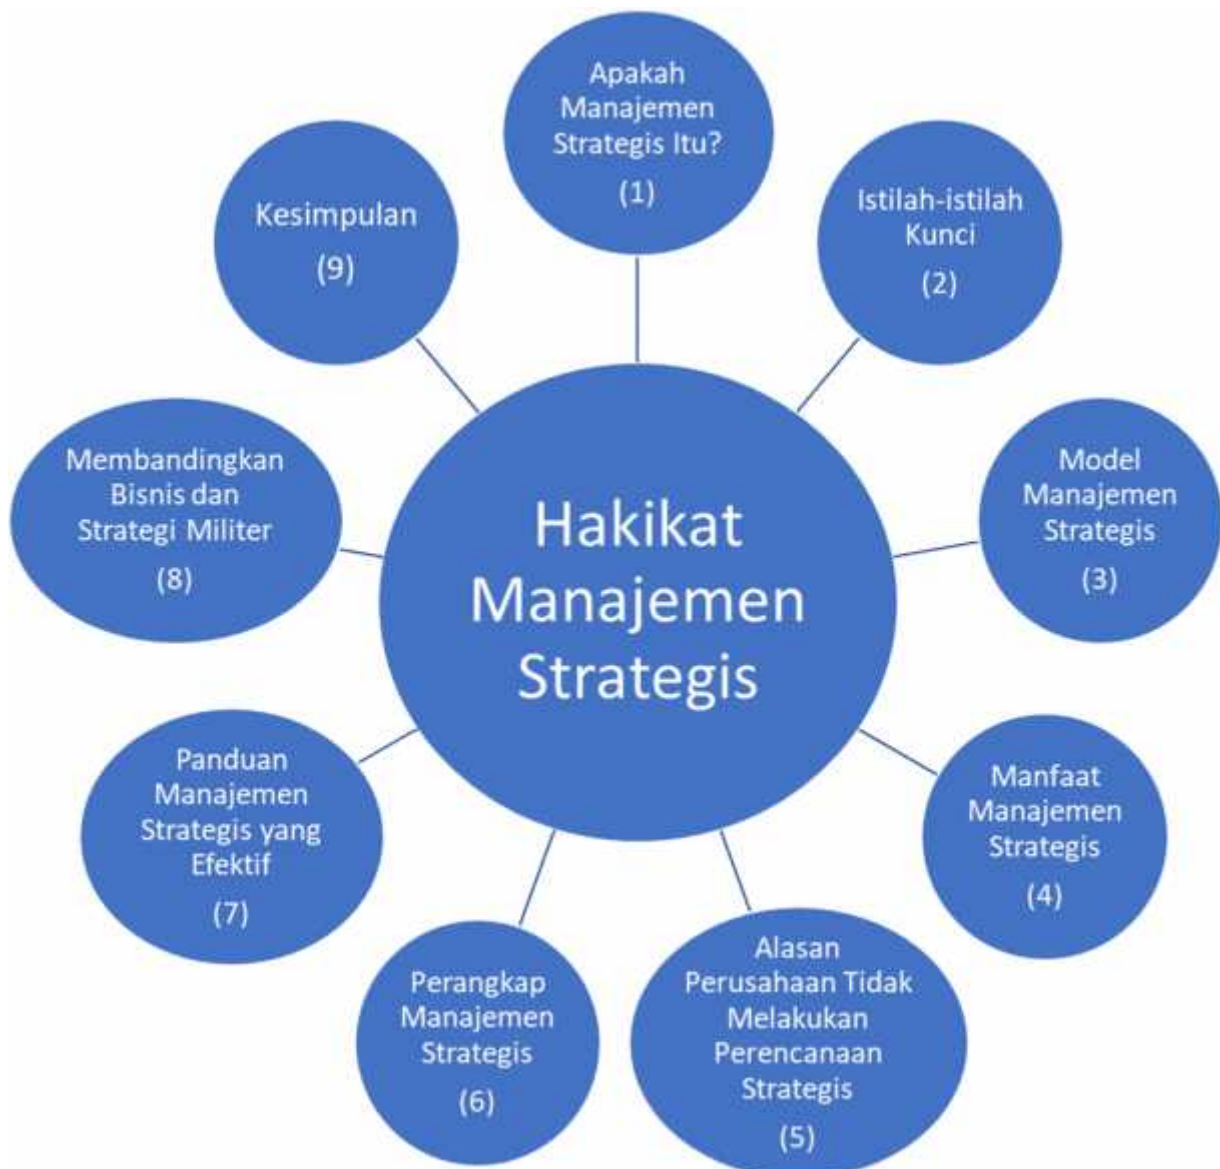 Hakikat
Manajemen
Strategis
Apakah
Manajemen
Strategis Itu?
(1)
Istilah-istilah
Kunci
(2)
Model
Manajemen
Strategis
(3)
Manfaat
Manajemen
Strategis
(4)
Alasan
Perusahaan Tidak
Melakukan
Perencanaan
Strategis
(5)
Perangkap
Manajemen
Strategis
(6)
Panduan
Manajemen
Strategis yang
Efektif
(7)
Membandingkan
Bisnis dan
Strategi Militer
(8)
Kesimpulan
(9)